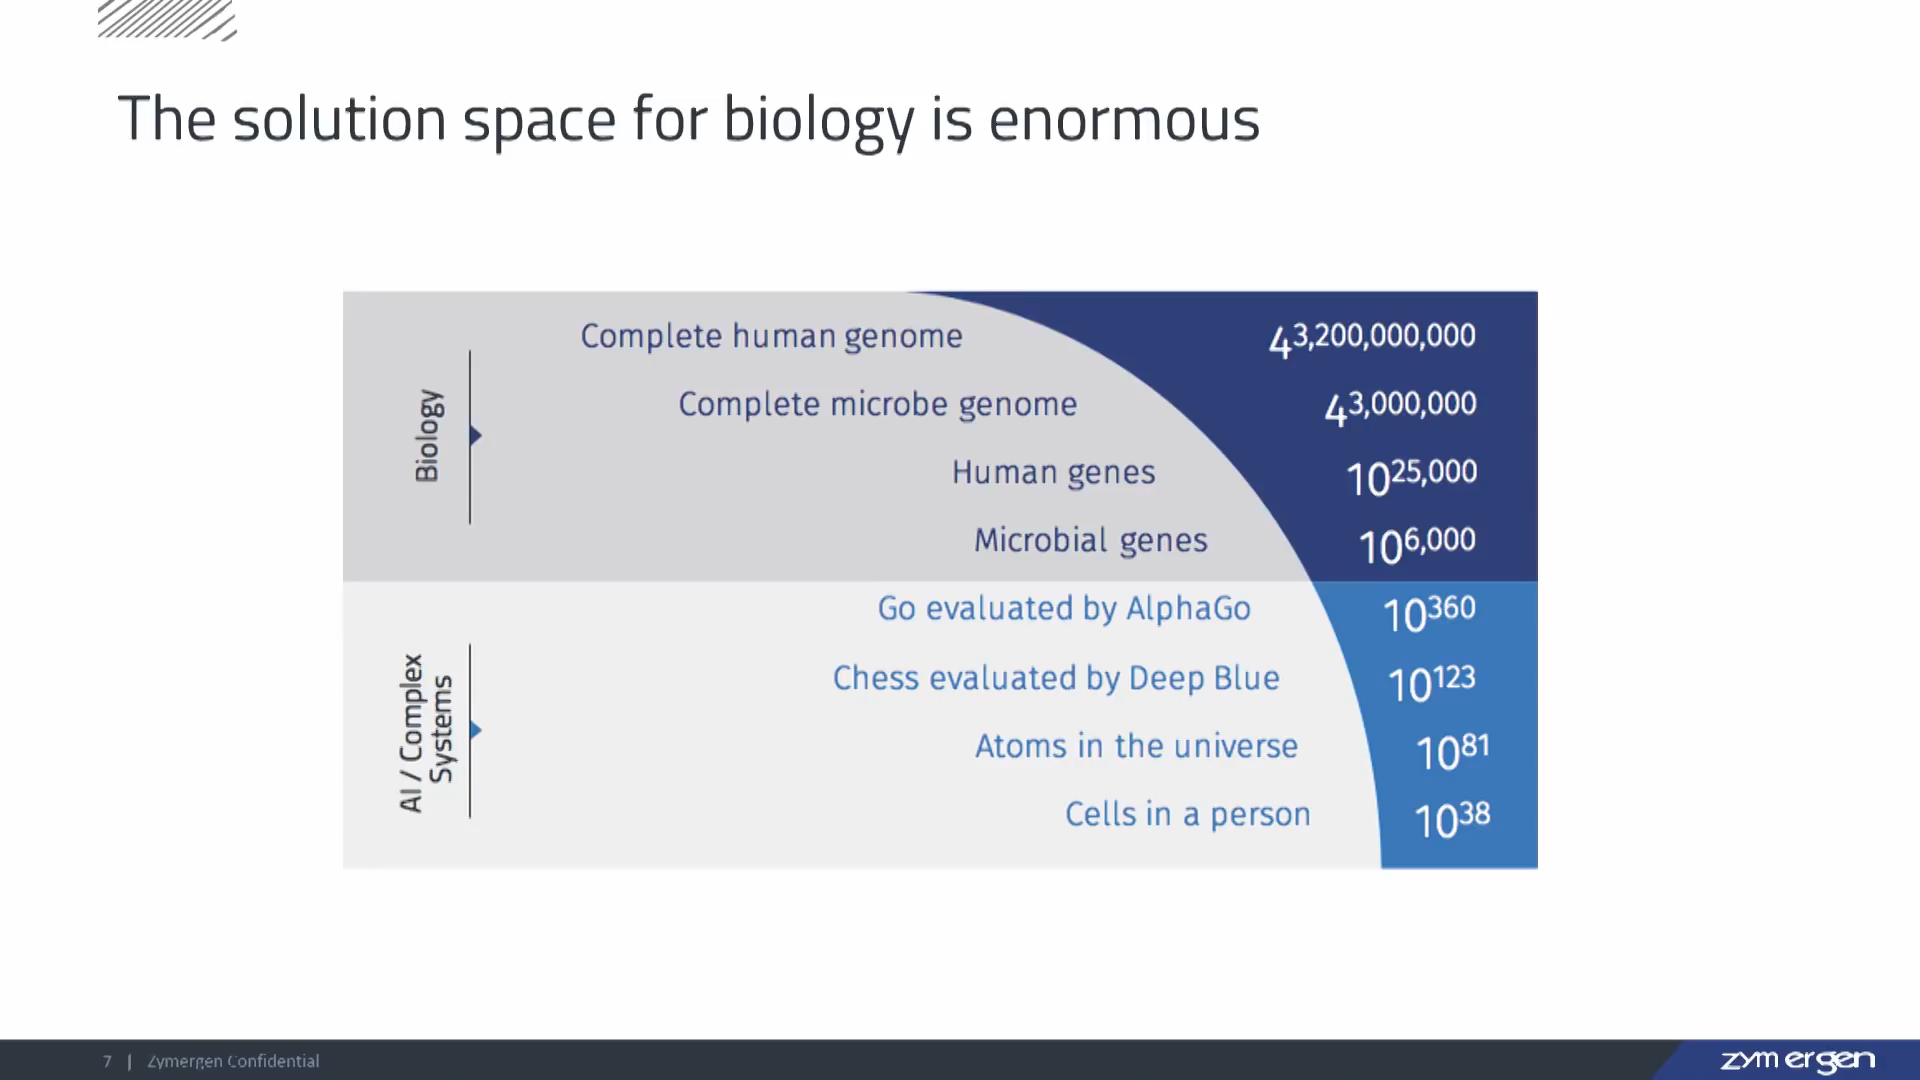 The solution space for biology is enormous
Biology
Complete human genome 4^3,200,000,000
Complete microbe genome 4^3,000,000
Human genes 10^25,000
Microbial genes 10^6,000
AI / Complex
Systems
Go evaluated by AlphaGo 10^360
Chess evaluated by Deep Blue 10^123
Atoms in the universe 10^81
Cells in a person 10^38
7 | Zymergen Confidential
zymergen